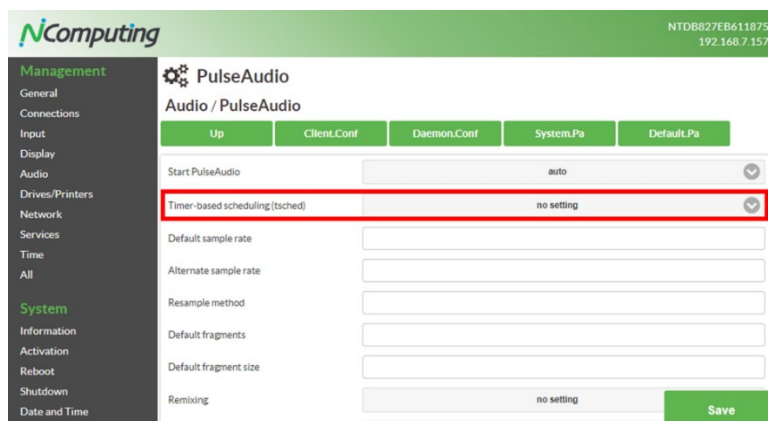 NComputing
NTDB827EB611875
192.168.7.157
Management
General
Connections
Input
Display
Audio
Drives/Printers
Network
Services
Time
All
System
Information
Activation
Reboot
Shutdown
Date and Time
PulseAudio
Audio / PulseAudio
Up
Client.Conf
Daemon.Conf
System.Pa
Default.Pa
Start PulseAudio
auto
Timer-based scheduling (tsched)
no setting
Default sample rate
Alternate sample rate
Resample method
Default fragments
Default fragment size
Remixing
no setting
Save